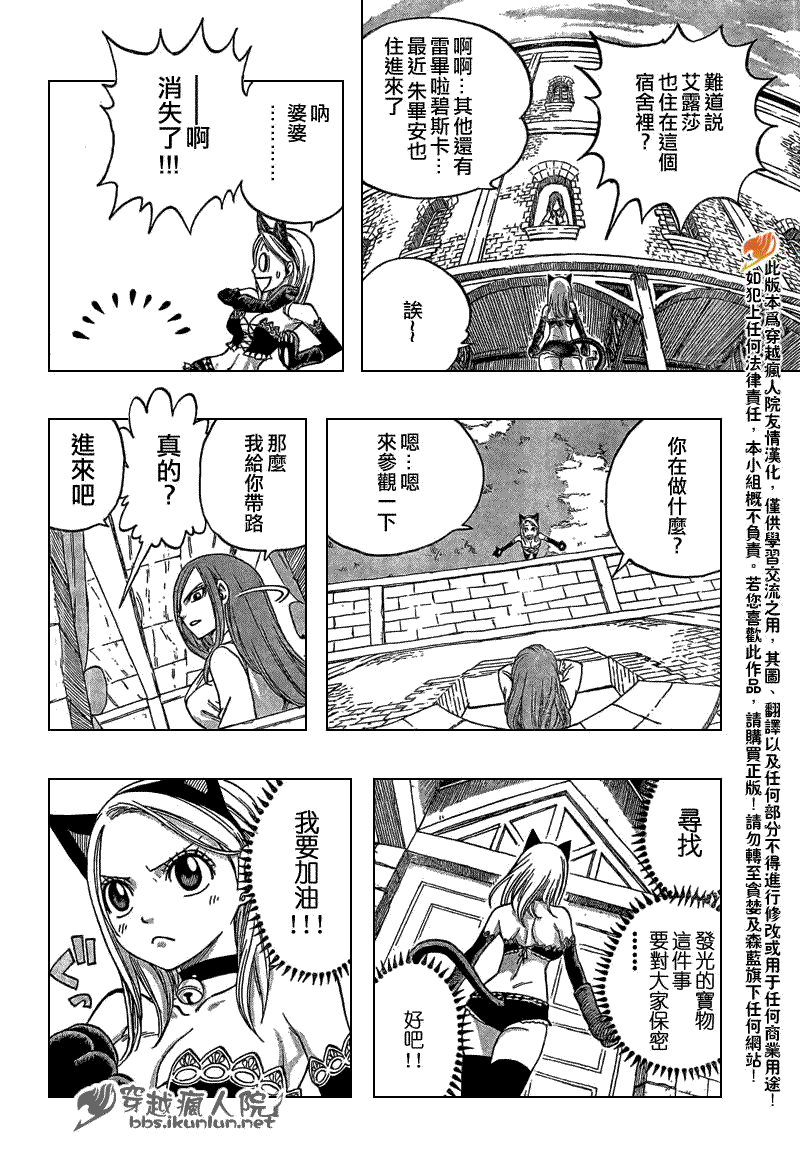 難道說
艾露莎
也住在這個
宿舍裡?
啊啊…其他還有
雷畢啦碧斯卡…
最近 朱畢安也
住進來了
誒~
吶
婆婆
…………
——啊
消失了!!!
你在做什麼?
嗯…嗯
來參觀一下
那麼
我給你帶路
真的?
進來吧
尋找
發光的寶物
這件事
要對大家保密
……
好吧!!
我要加油!!!
此版本爲穿越瘋人院友情漢化，僅供學習交流之用，其圖、翻譯以及任何部分不得進行修改或用于任何商業用途！
如犯上任何法律責任，本小組概不負責。若您喜歡此作品，請購買正版！請勿轉至貪婪及森藍旗下任何網站！
穿越瘋人院
bbs.ikunlun.net